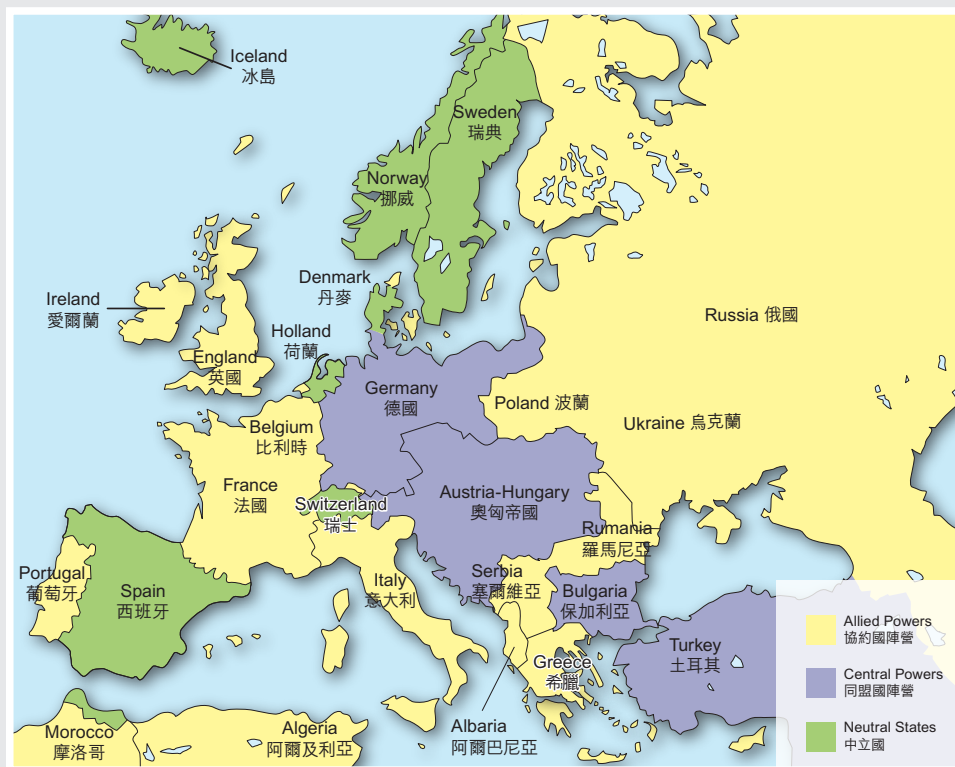 Iceland
冰島
Sweden
瑞典
Norway
挪威
Denmark
丹麥
Ireland
愛爾蘭
Holland
荷蘭
England
英國
Russia 俄國
Germany
德國
Poland 波蘭
Ukraine 烏克蘭
Belgium
比利時
France
法國
Switzerland
瑞士
Austria-Hungary
奧匈帝國
Rumania
羅馬尼亞
Portugal
葡萄牙
Spain
西班牙
Italy
意大利
Serbia
塞爾維亞
Bulgaria
保加利亞
Turkey
土耳其
Greece
希臘
Albaria
阿爾巴尼亞
Morocco
摩洛哥
Algeria
阿爾及利亞
Allied Powers
協約國陣營
Central Powers
同盟國陣營
Neutral States
中立國